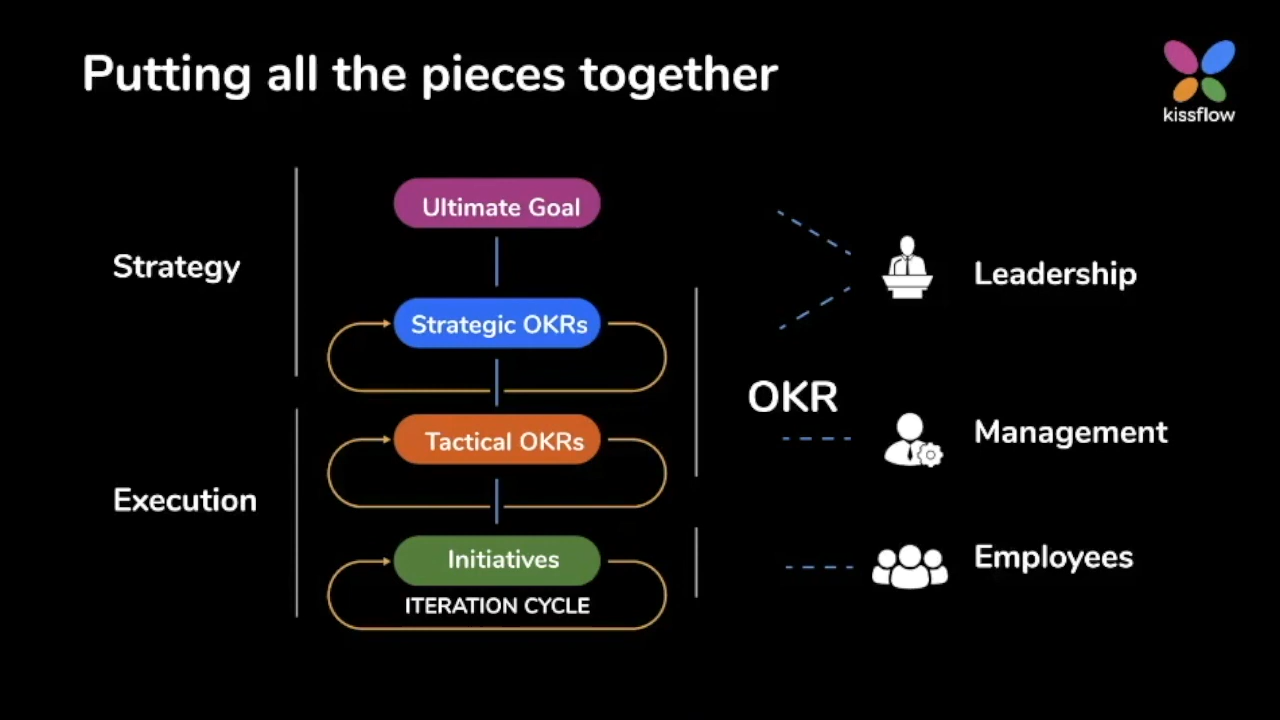 Putting all the pieces together
kissflow
Strategy
Ultimate Goal
Strategic OKRs
Leadership
OKR
Execution
Tactical OKRs
Management
Initiatives
ITERATION CYCLE
Employees